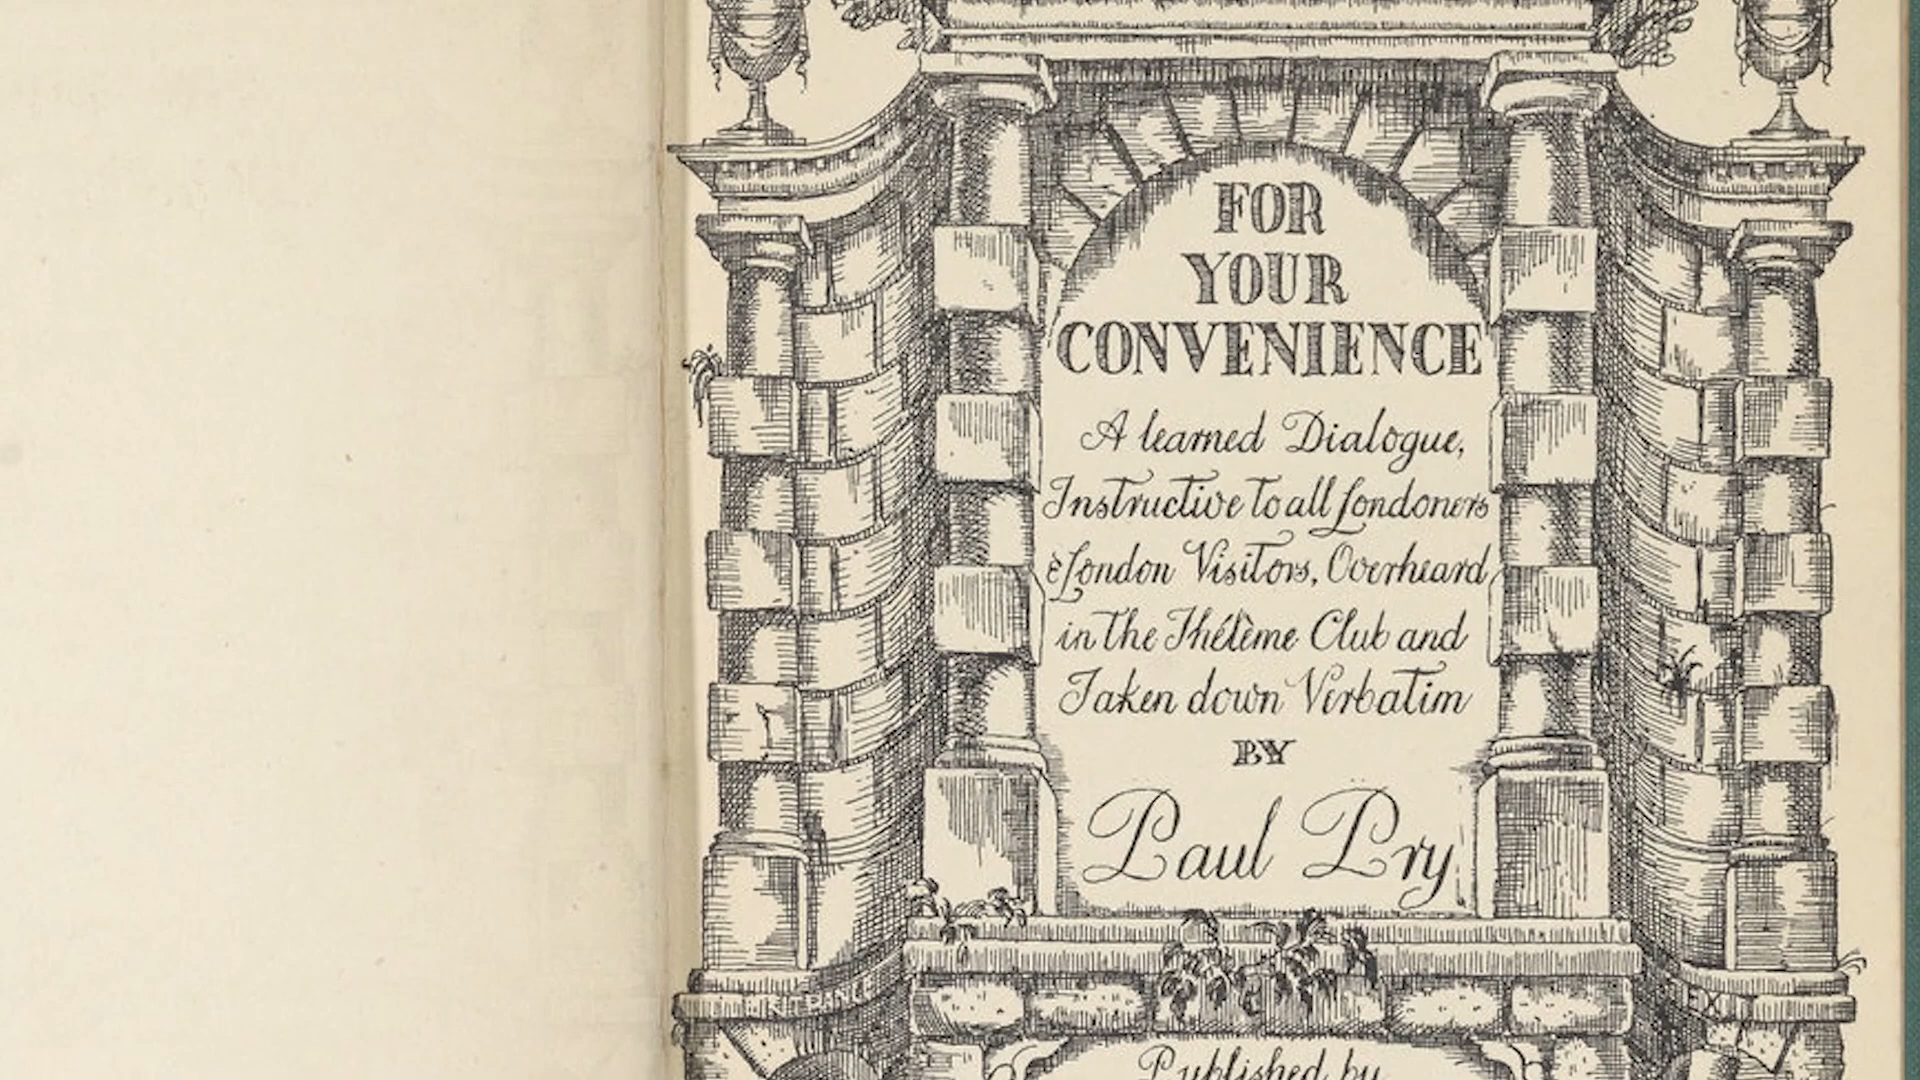 FOR
YOUR
CONVENIENCE
A learned Dialogue,
Instructive to all Londoners
& London Visitors, Overheard
in the Thélème Club and
Taken down Verbatim
BY
Paul Pry
Published by